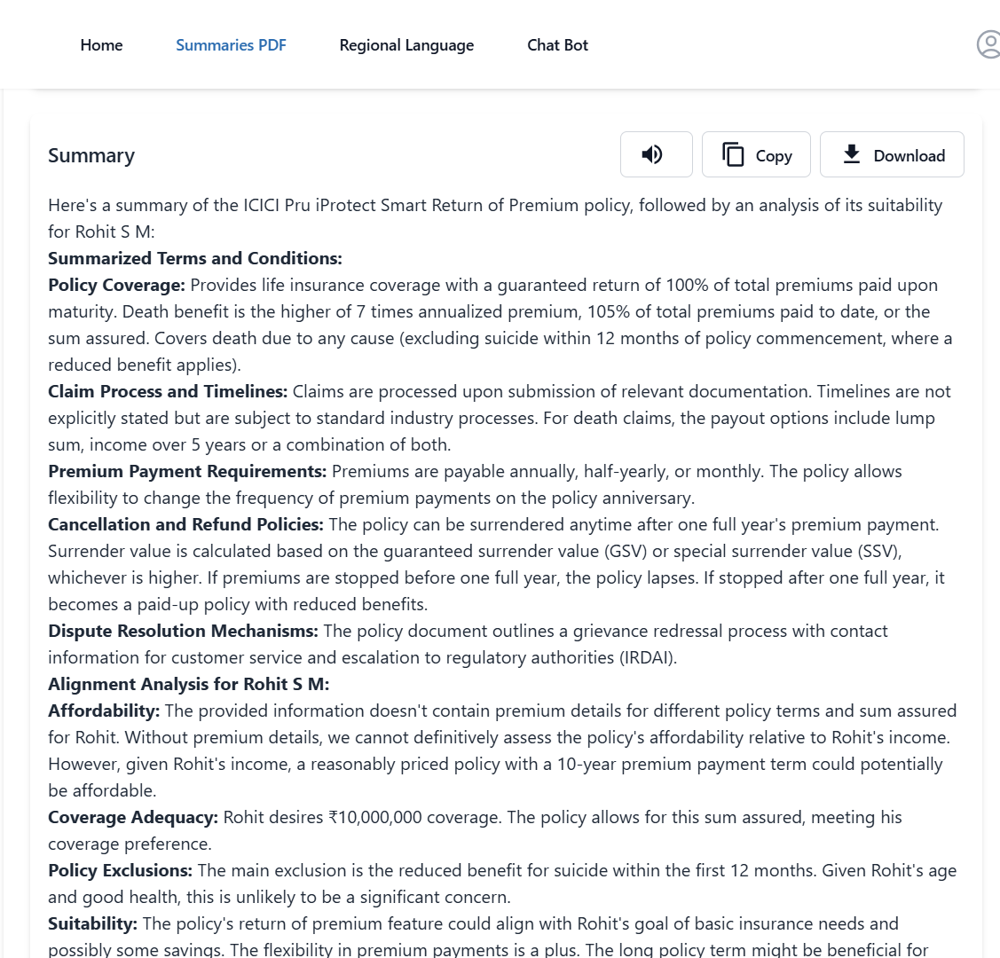 Home
Summaries PDF
Regional Language
Chat Bot
Summary
Copy
Download
Here's a summary of the ICICI Pru iProtect Smart Return of Premium policy, followed by an analysis of its suitability
for Rohit S M:
Summarized Terms and Conditions:
Policy Coverage: Provides life insurance coverage with a guaranteed return of 100% of total premiums paid upon
maturity. Death benefit is the higher of 7 times annualized premium, 105% of total premiums paid to date, or the
sum assured. Covers death due to any cause (excluding suicide within 12 months of policy commencement, where a
reduced benefit applies).
Claim Process and Timelines: Claims are processed upon submission of relevant documentation. Timelines are not
explicitly stated but are subject to standard industry processes. For death claims, the payout options include lump
sum, income over 5 years or a combination of both.
Premium Payment Requirements: Premiums are payable annually, half-yearly, or monthly. The policy allows
flexibility to change the frequency of premium payments on the policy anniversary.
Cancellation and Refund Policies: The policy can be surrendered anytime after one full year's premium payment.
Surrender value is calculated based on the guaranteed surrender value (GSV) or special surrender value (SSV),
whichever is higher. If premiums are stopped before one full year, the policy lapses. If stopped after one full year, it
becomes a paid-up policy with reduced benefits.
Dispute Resolution Mechanisms: The policy document outlines a grievance redressal process with contact
information for customer service and escalation to regulatory authorities (IRDAI).
Alignment Analysis for Rohit S M:
Affordability: The provided information doesn't contain premium details for different policy terms and sum assured
for Rohit. Without premium details, we cannot definitively assess the policy's affordability relative to Rohit's income.
However, given Rohit's income, a reasonably priced policy with a 10-year premium payment term could potentially
be affordable.
Coverage Adequacy: Rohit desires ₹10,000,000 coverage. The policy allows for this sum assured, meeting his
coverage preference.
Policy Exclusions: The main exclusion is the reduced benefit for suicide within the first 12 months. Given Rohit's age
and good health, this is unlikely to be a significant concern.
Suitability: The policy's return of premium feature could align with Rohit's goal of basic insurance needs and
possibly some savings. The flexibility in premium payments is a plus. The long policy term might be beneficial for